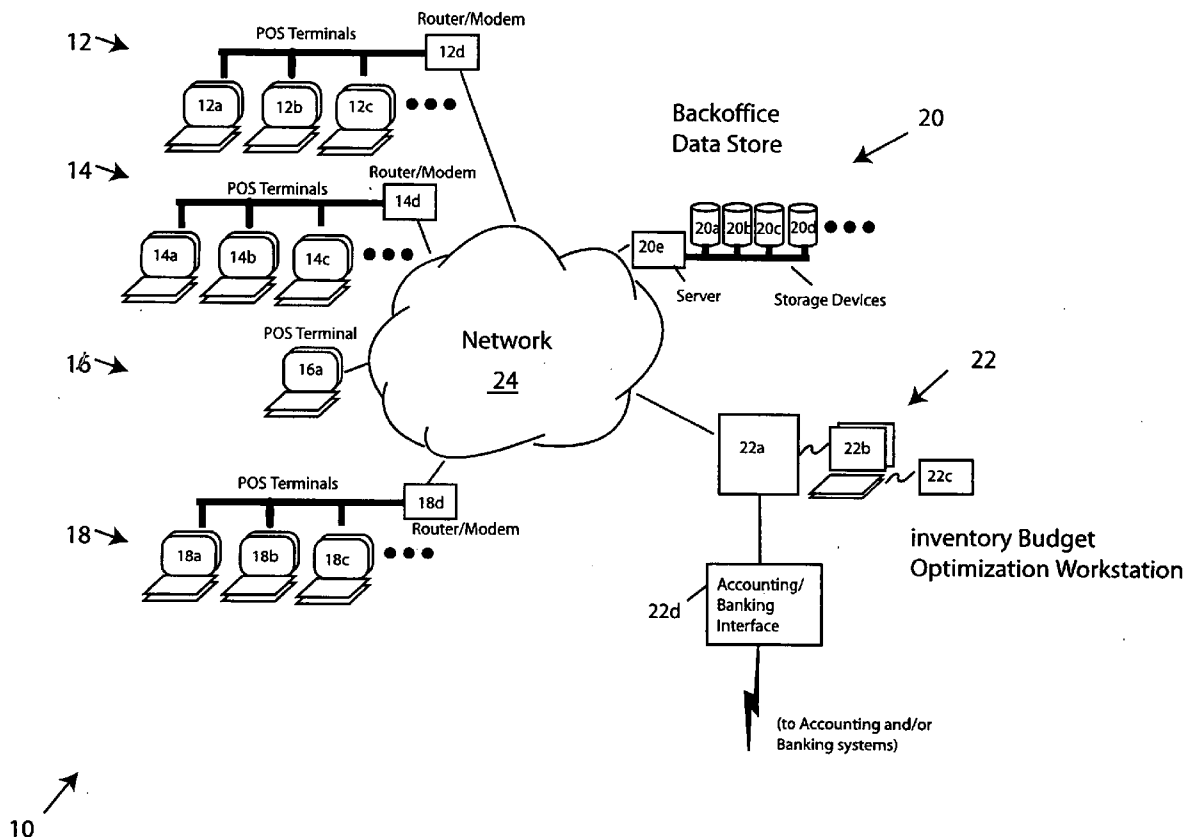 12
POS Terminals
Router/Modem
12d
12a
12b
12c
14
POS Terminals
Router/Modem
14d
14a
14b
14c
Backoffice
Data Store
20
20a
20b
20c
20d
20e
Server
Storage Devices
POS Terminal
16
16a
Network
24
22
22a
22b
22c
POS Terminals
18d
Router/Modem
18
18a
18b
18c
inventory Budget
Optimization Workstation
22d
Accounting/
Banking
Interface
(to Accounting and/or
Banking systems)
10